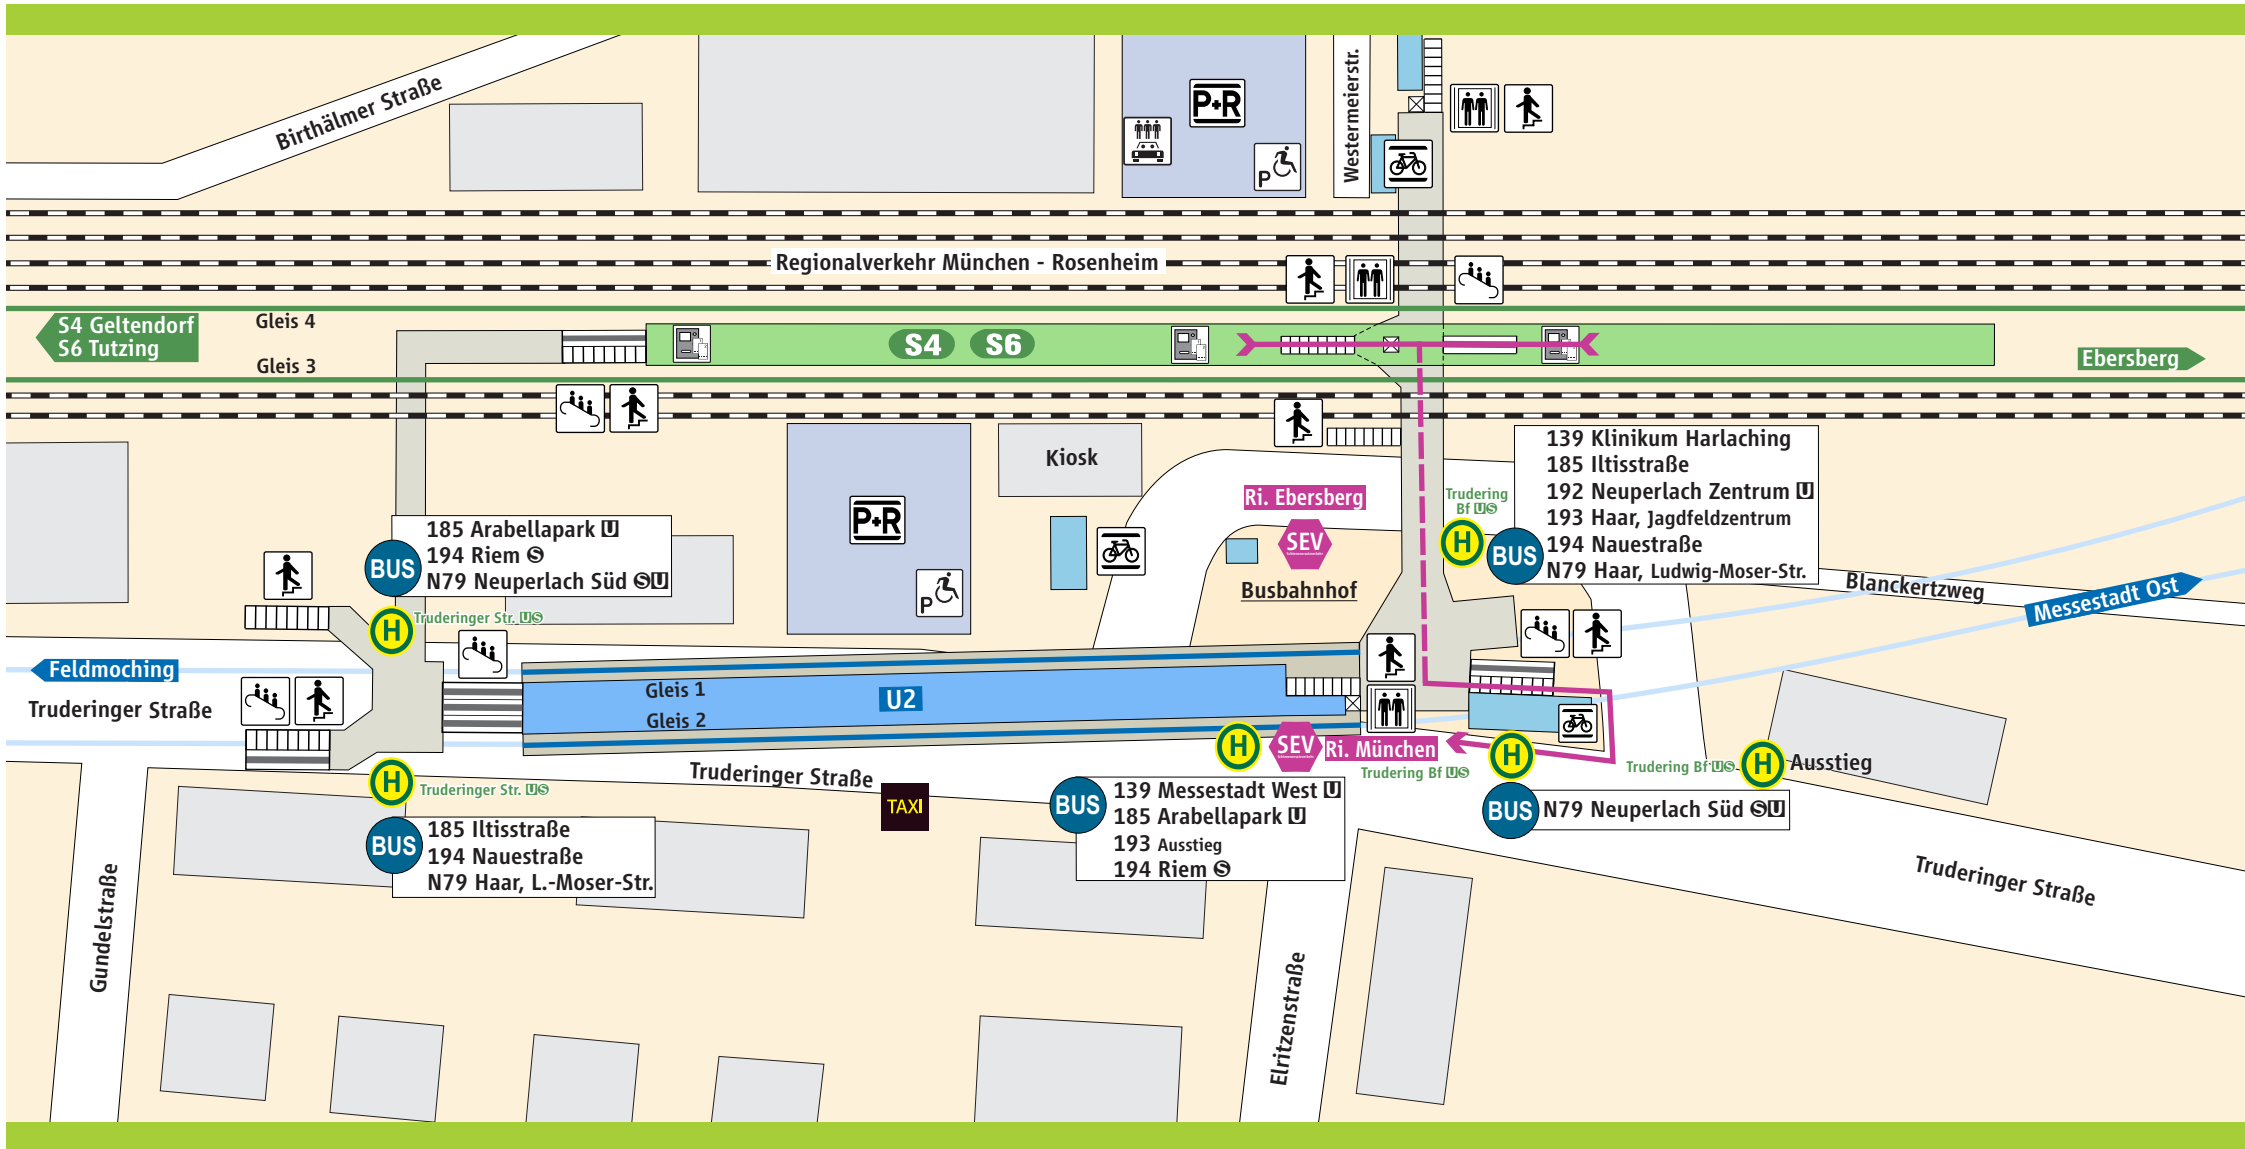 Birthälmer Straße
P+R
P
Westermeierstr.
Regionalverkehr München - Rosenheim
S4 Geltendorf
S6 Tutzing
Gleis 4
Gleis 3
S4
S6
Ebersberg
Kiosk
P+R
P
Ri. Ebersberg
SEV
Busbahnhof
Trudering
Bf U S
H
BUS
139 Klinikum Harlaching
185 Iltisstraße
192 Neuperlach Zentrum U
193 Haar, Jagdfeldzentrum
194 Nauestraße
N79 Haar, Ludwig-Moser-Str.
Blanckertzweg
Messestadt Ost
BUS
185 Arabellapark U
194 Riem S
N79 Neuperlach Süd S U
H
Truderinger Str. U S
Feldmoching
Truderinger Straße
Gleis 1
Gleis 2
U2
H
SEV
Ri. München
Trudering Bf U S
H
Trudering Bf U S
H
Ausstieg
Truderinger Straße
TAXI
H
Truderinger Str. U S
BUS
185 Iltisstraße
194 Nauestraße
N79 Haar, L.-Moser-Str.
BUS
139 Messestadt West U
185 Arabellapark U
193 Ausstieg
194 Riem S
BUS
N79 Neuperlach Süd S U
Truderinger Straße
Gundelstraße
Elritzenstraße